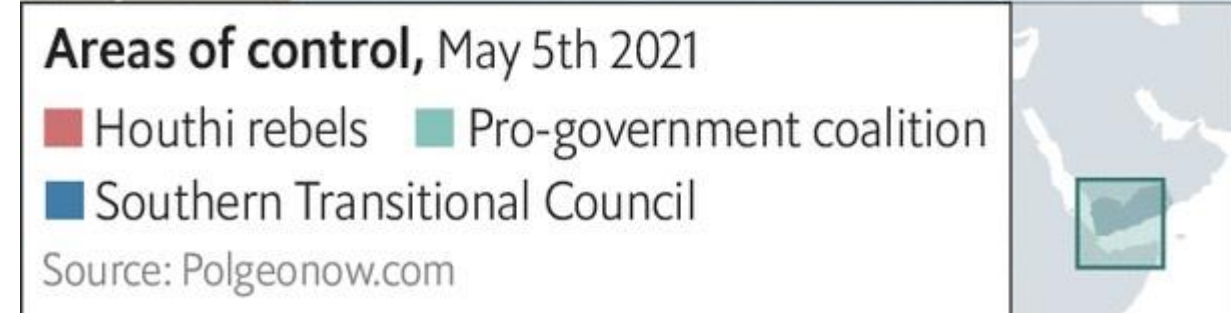 Areas of control, May 5th 2021
Houthi rebels Pro-government coalition
Southern Transitional Council
Source: Polgeonow.com